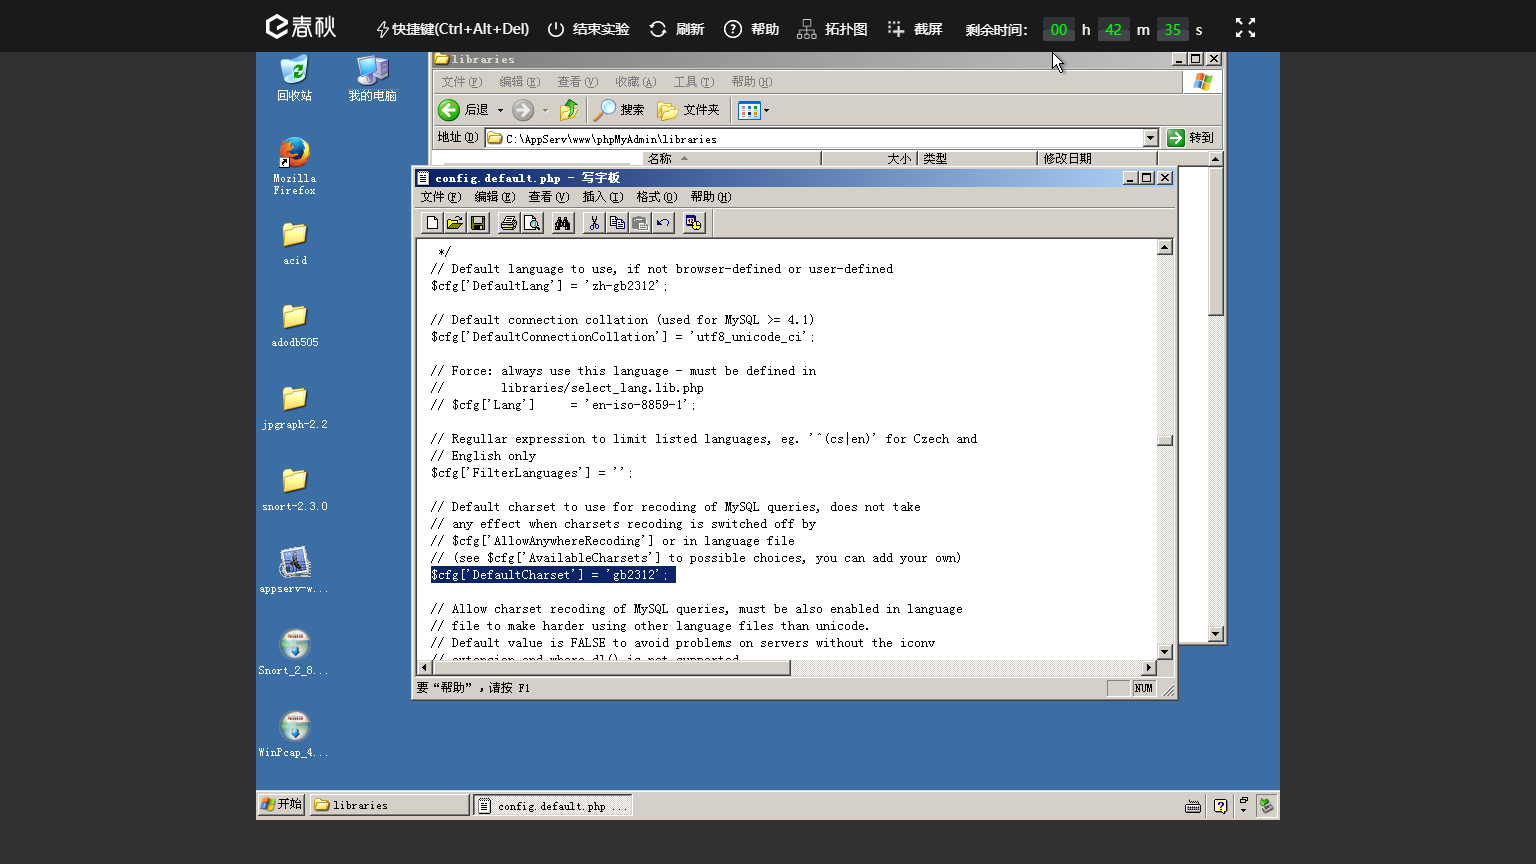 e春秋
快捷键(Ctrl+Alt+Del)
结束实验
刷新
帮助
拓扑图
截屏
剩余时间: 00 h 42 m 35 s
回收站
我的电脑
Mozilla
Firefox
acid
adodb505
jpgraph-2.2
snort-2.3.0
appserv-w...
Snort_2_8...
WinPcap_4...
libraries
文件(F) 编辑(E) 查看(V) 收藏(A) 工具(T) 帮助(H)
后退 搜索 文件夹
地址(D) C:\AppServ\www\phpMyAdmin\libraries 转到
名称 大小 类型 修改日期
config.default.php - 写字板
文件(F) 编辑(E) 查看(V) 插入(I) 格式(O) 帮助(H)
*/
// Default language to use, if not browser-defined or user-defined
$cfg['DefaultLang'] = 'zh-gb2312';
// Default connection collation (used for MySQL >= 4.1)
$cfg['DefaultConnectionCollation'] = 'utf8_unicode_ci';
// Force: always use this language - must be defined in
//        libraries/select_lang.lib.php
// $cfg['Lang']     = 'en-iso-8859-1';
// Regullar expression to limit listed languages, eg. '^(cs|en)' for Czech and
// English only
$cfg['FilterLanguages'] = '';
// Default charset to use for recoding of MySQL queries, does not take
// any effect when charsets recoding is switched off by
// $cfg['AllowAnywhereRecoding'] or in language file
// (see $cfg['AvailableCharsets'] to possible choices, you can add your own)
$cfg['DefaultCharset'] = 'gb2312';
// Allow charset recoding of MySQL queries, must be also enabled in language
// file to make harder using other language files than unicode.
// Default value is FALSE to avoid problems on servers without the iconv
// extension and where dl() is not supported
要“帮助”，请按 F1
NUM
开始
libraries
config.default.php ...